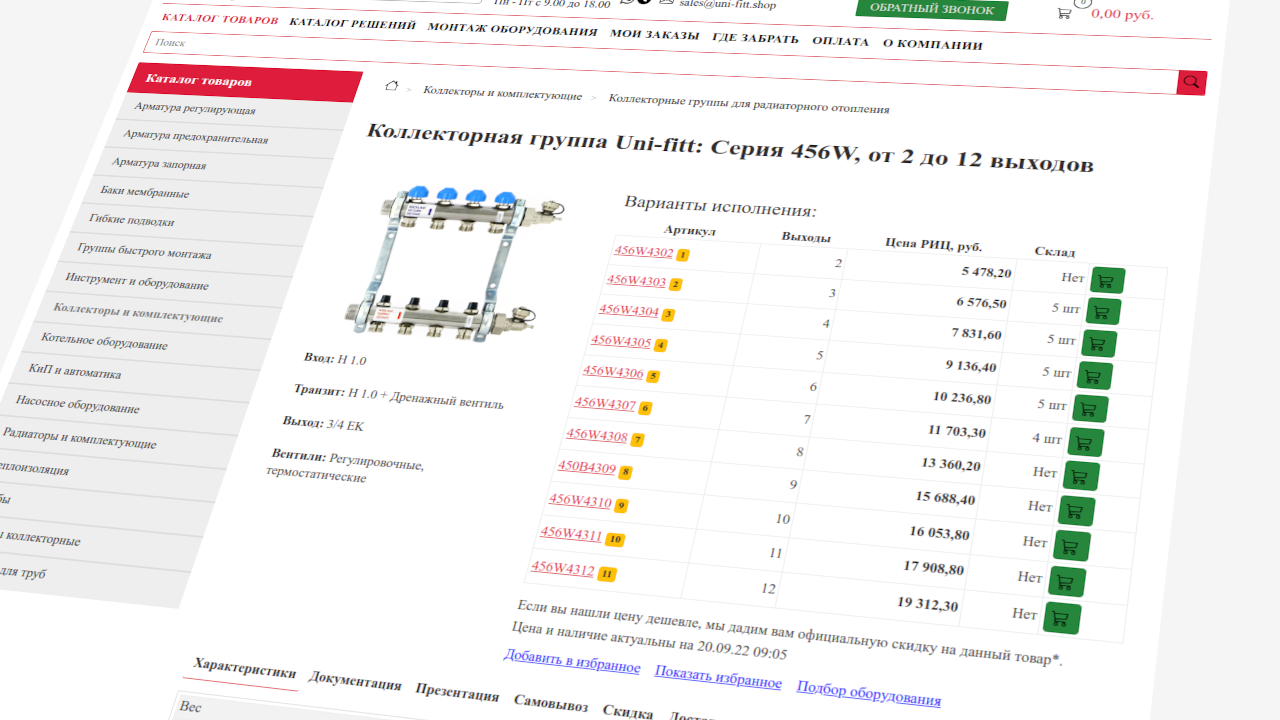 Пн - Пт с 9.00 до 18.00
sales@uni-fitt.shop
ОБРАТНЫЙ ЗВОНОК
0
0,00 руб.
КАТАЛОГ ТОВАРОВ КАТАЛОГ РЕШЕНИЙ МОНТАЖ ОБОРУДОВАНИЯ МОИ ЗАКАЗЫ ГДЕ ЗАБРАТЬ ОПЛАТА О КОМПАНИИ
Поиск
Каталог товаров
Арматура регулирующая
Арматура предохранительная
Арматура запорная
Баки мембранные
Гибкие подводки
Группы быстрого монтажа
Инструмент и оборудование
Коллекторы и комплектующие
Котельное оборудование
КиП и автоматика
Насосное оборудование
Радиаторы и комплектующие
еплоизоляция
бы
ы коллекторные
для труб
> Коллекторы и комплектующие > Коллекторные группы для радиаторного отопления
Коллекторная группа Uni-fitt: Серия 456W, от 2 до 12 выходов
Вход: Н 1.0
Транзит: Н 1.0 + Дренажный вентиль
Выход: 3/4 ЕК
Вентили: Регулировочные,
термостатические
Варианты исполнения:
Артикул Выходы Цена РИЦ, руб. Склад
456W4302 1 2 5 478,20 Нет
456W4303 2 3 6 576,50 5 шт
456W4304 3 4 7 831,60 5 шт
456W4305 4 5 9 136,40 5 шт
456W4306 5 6 10 236,80 5 шт
456W4307 6 7 11 703,30 4 шт
456W4308 7 8 13 360,20 Нет
450B4309 8 9 15 688,40 Нет
456W4310 9 10 16 053,80 Нет
456W4311 10 11 17 908,80 Нет
456W4312 11 12 19 312,30 Нет
Если вы нашли цену дешевле, мы дадим вам официальную скидку на данный товар*.
Цена и наличие актуальны на 20.09.22 09:05
Добавить в избранное Показать избранное Подбор оборудования
Характеристики Документация Презентация Самовывоз Скидка
Вес